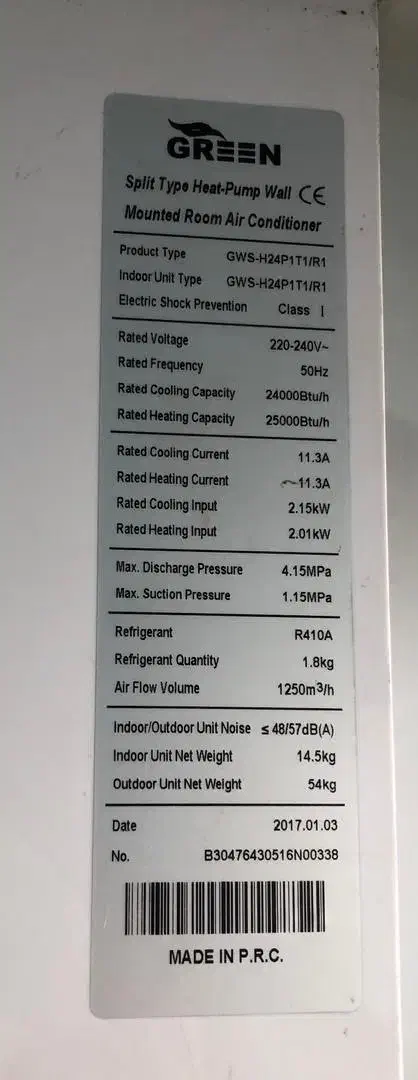 GREEN
Split Type Heat-Pump Wall CE
Mounted Room Air Conditioner
Product Type GWS-H24P1T1/R1
Indoor Unit Type GWS-H24P1T1/R1
Electric Shock Prevention Class I
Rated Voltage 220-240V~
Rated Frequency 50Hz
Rated Cooling Capacity 24000Btu/h
Rated Heating Capacity 25000Btu/h
Rated Cooling Current 11.3A
Rated Heating Current 11.3A
Rated Cooling Input 2.15kW
Rated Heating Input 2.01kW
Max. Discharge Pressure 4.15MPa
Max. Suction Pressure 1.15MPa
Refrigerant R410A
Refrigerant Quantity 1.8kg
Air Flow Volume 1250m³/h
Indoor/Outdoor Unit Noise ≤ 48/57dB(A)
Indoor Unit Net Weight 14.5kg
Outdoor Unit Net Weight 54kg
Date 2017.01.03
No. B30476430516N00338
MADE IN P.R.C.